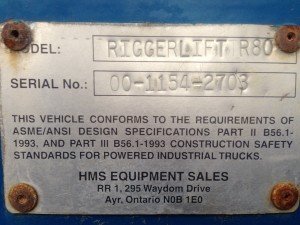 MODEL: RIGGERLIFT R80
SERIAL No.: 00-1154-2703
THIS VEHICLE CONFORMS TO THE REQUIREMENTS OF
ASME/ANSI DESIGN SPECIFICATIONS PART II B56.1-
1993, AND PART III B56.1-1993 CONSTRUCTION SAFETY
STANDARDS FOR POWERED INDUSTRIAL TRUCKS.
HMS EQUIPMENT SALES
RR 1, 295 Waydom Drive
Ayr, Ontario N0B 1E0